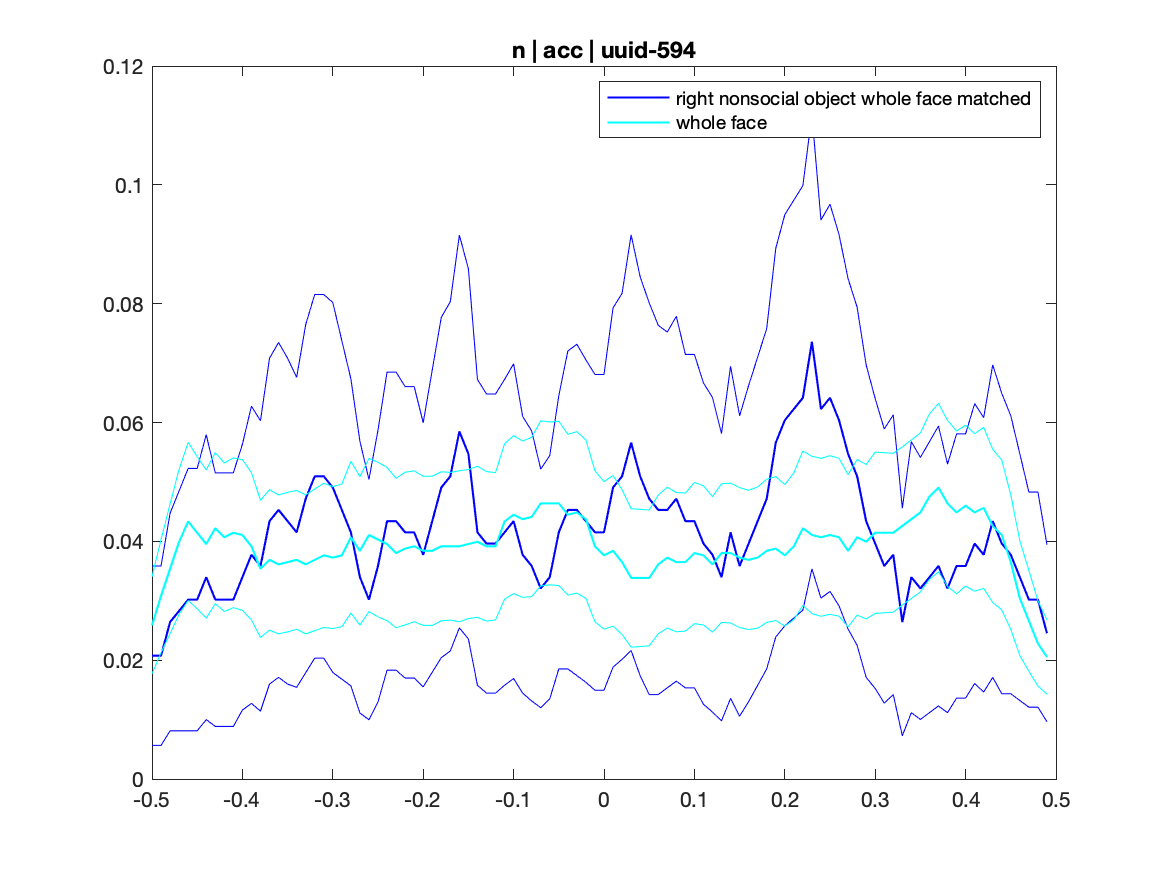 n | acc | uuid-594
right nonsocial object whole face matched
whole face
0.12
0.1
0.08
0.06
0.04
0.02
0
-0.5 -0.4 -0.3 -0.2 -0.1 0 0.1 0.2 0.3 0.4 0.5